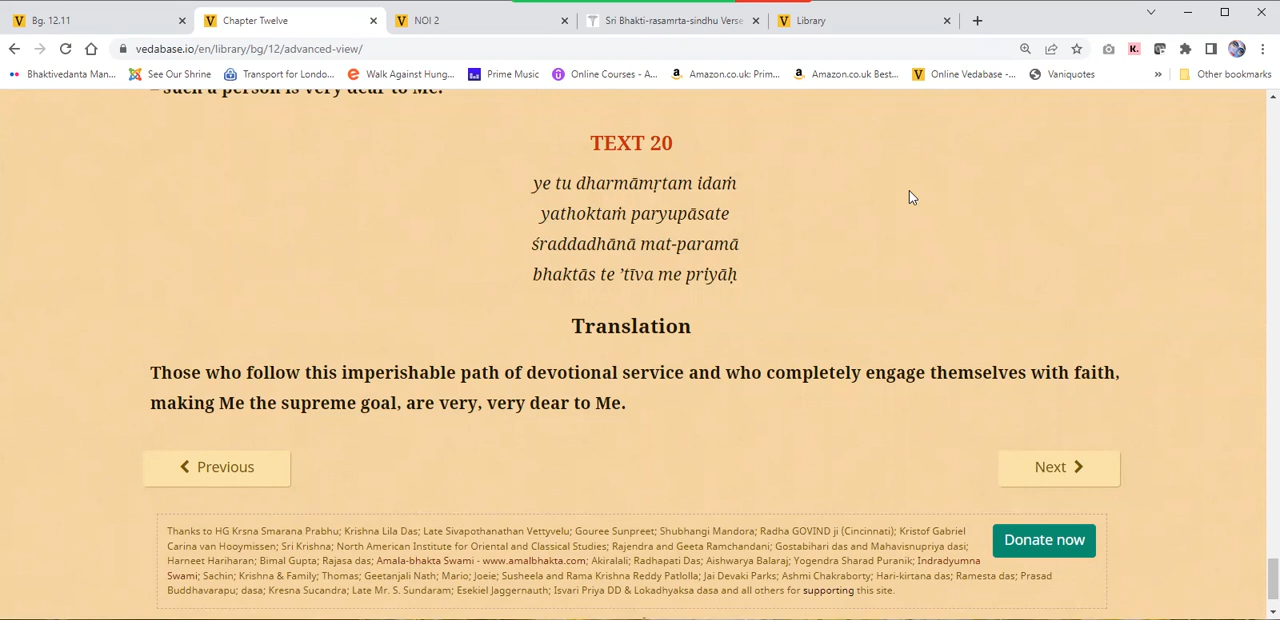 Bg. 12.11
Chapter Twelve
NOI 2
Sri Bhakti-rasamrta-sindhu Verse
Library
vedabase.io/en/library/bg/12/advanced-view/
Bhaktivedanta Man...
See Our Shrine
Transport for Londo...
Walk Against Hung...
Prime Music
Online Courses - A...
Amazon.co.uk: Prim...
Amazon.co.uk Best...
Online Vedabase -...
Vaniquotes
»
Other bookmarks
– such a person is very dear to Me.
TEXT 20
ye tu dharmāmṛtam idaṁ
yathoktaṁ paryupāsate
śraddadhānā mat-paramā
bhaktās te ’tīva me priyāḥ
Translation
Those who follow this imperishable path of devotional service and who completely engage themselves with faith,
making Me the supreme goal, are very, very dear to Me.
Previous
Next
Thanks to HG Krsna Smarana Prabhu; Krishna Lila Das; Late Sivapothanathan Vettyvelu; Gouree Sunpreet; Shubhangi Mandora; Radha GOVIND ji (Cincinnati); Kristof Gabriel
Carina van Hooymissen; Sri Krishna; North American Institute for Oriental and Classical Studies; Rajendra and Geeta Ramchandani; Gostabihari das and Mahavisnupriya dasi;
Harneet Hariharan; Bimal Gupta; Rajasa das; Amala-bhakta Swami - www.amalbhakta.com; Akiralali; Radhapati Das; Aishwarya Balaraj; Yogendra Sharad Puranik; Indradyumna
Swami; Sachin; Krishna & Family; Thomas; Geetanjali Nath; Mario; Joeie; Susheela and Rama Krishna Reddy Patlolla; Jai Devaki Parks; Ashmi Chakraborty; Hari-kirtana das; Ramesta das; Prasad
Buddhavarapu; dasa; Kresna Sucandra; Late Mr. S. Sundaram; Esekiel Jaggernauth; Isvari Priya DD & Lokadhyaksa dasa and all others for supporting this site.
Donate now